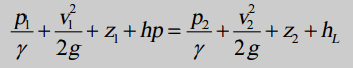 p₁/γ + v₁²/2g + z₁ + hp = p₂/γ + v₂²/2g + z₂ + h_L